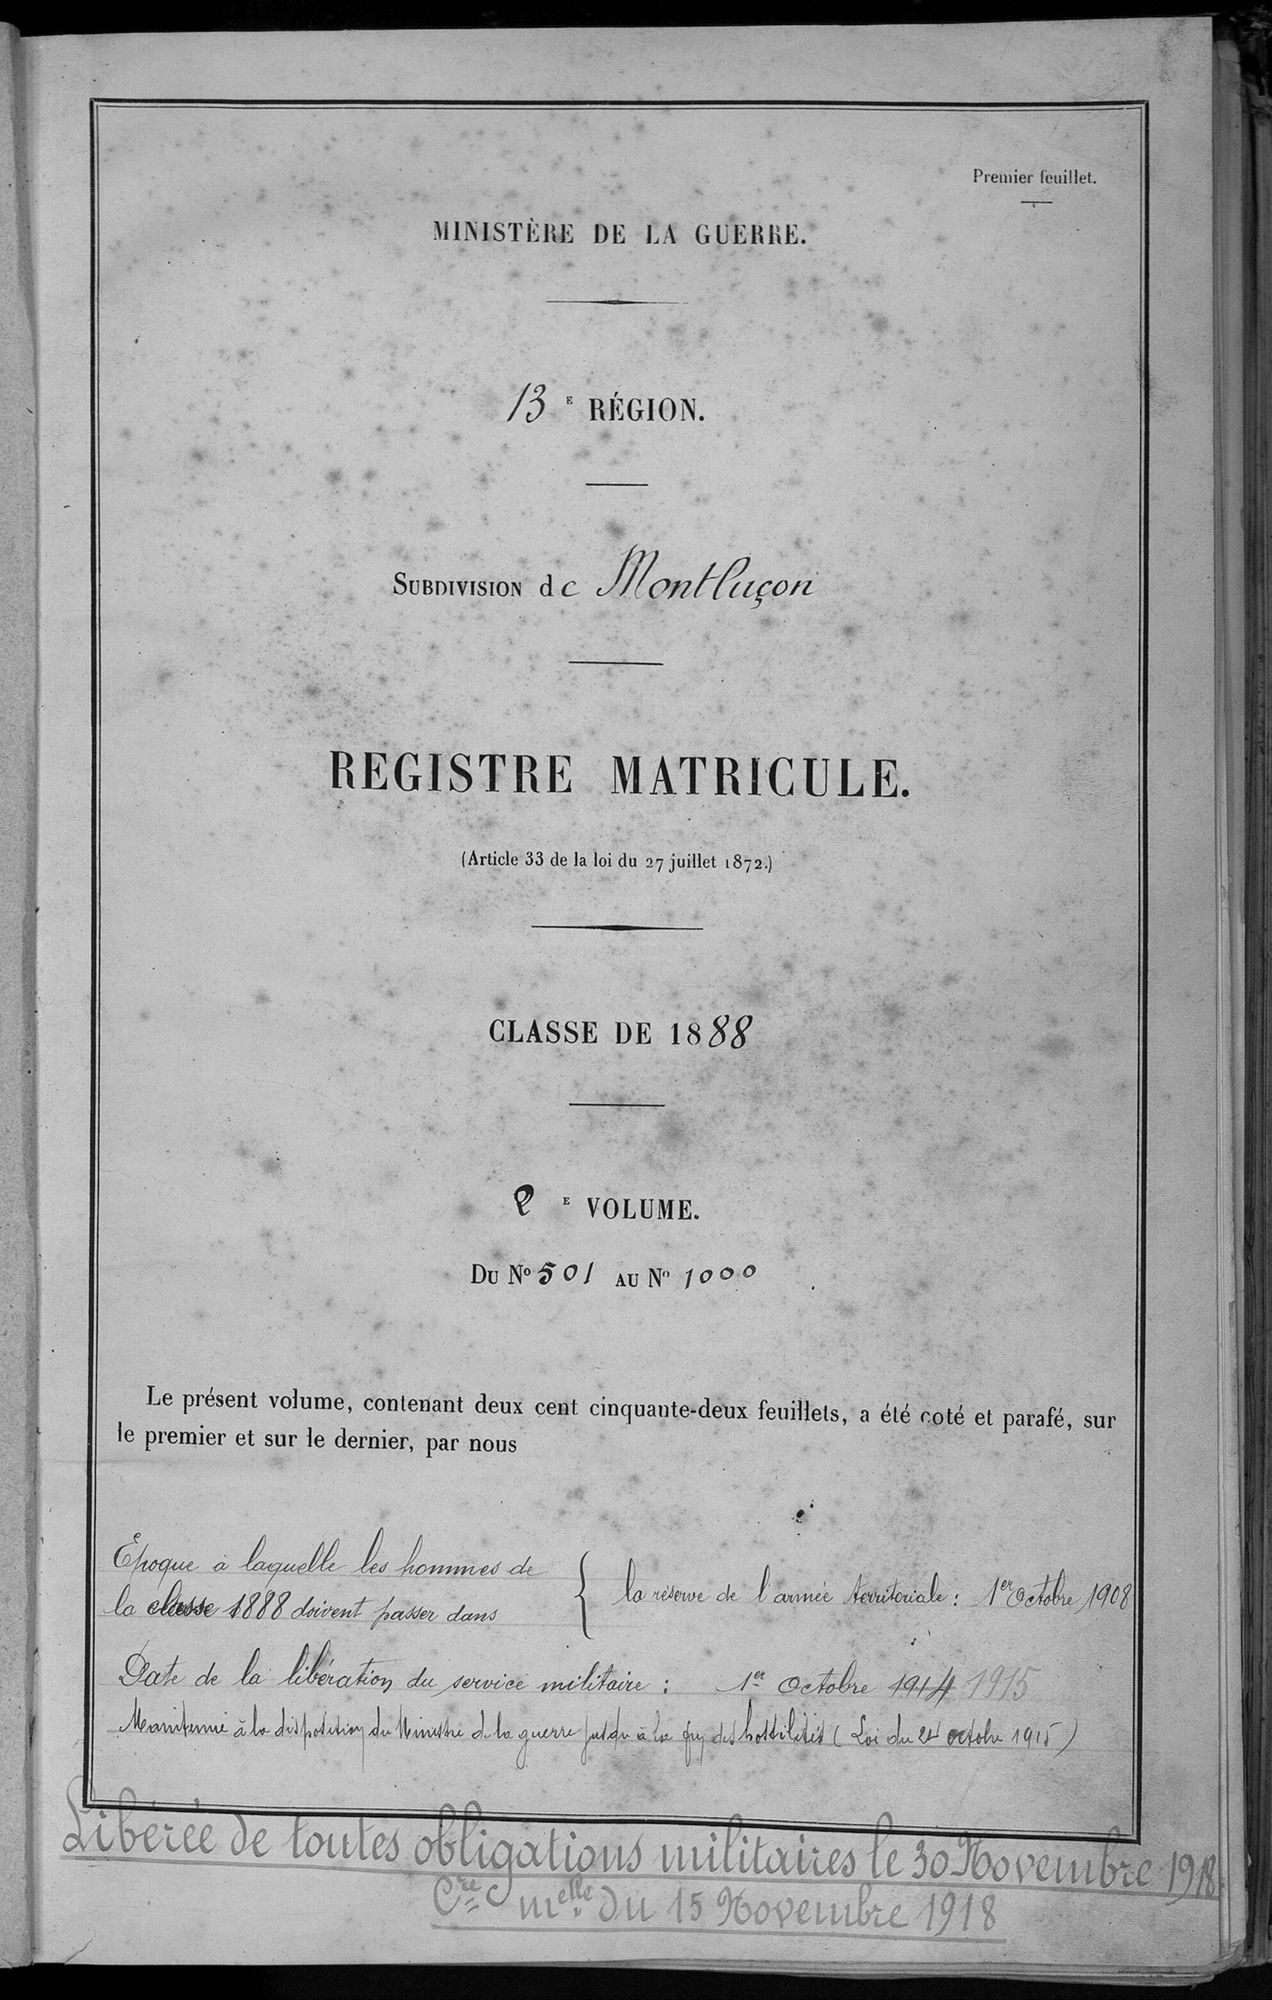 Premier feuillet.
MINISTÈRE DE LA GUERRE.
13 E RÉGION.
SUBDIVISION de Montluçon
REGISTRE MATRICULE.
(Article 33 de la loi du 27 juillet 1872.)
CLASSE DE 1888
2 E VOLUME.
DU No 501 AU No 1000
Le présent volume, contenant deux cent cinquante-deux feuillets, a été coté et parafé, sur
le premier et sur le dernier, par nous
Epoque à laquelle les hommes de
la classe 1888 doivent passer dans { la réserve de l'armée territoriale : 1er Octobre 1908
Date de la libération du service militaire : 1er Octobre 1914 1915
Maintenue à la disposition du Ministre de la guerre jusqu'à la fin des hostilités (Loi du octobre 1915)
Libérée de toutes obligations militaires le 30 Novembre 1918.
Cre melle du 15 Novembre 1918